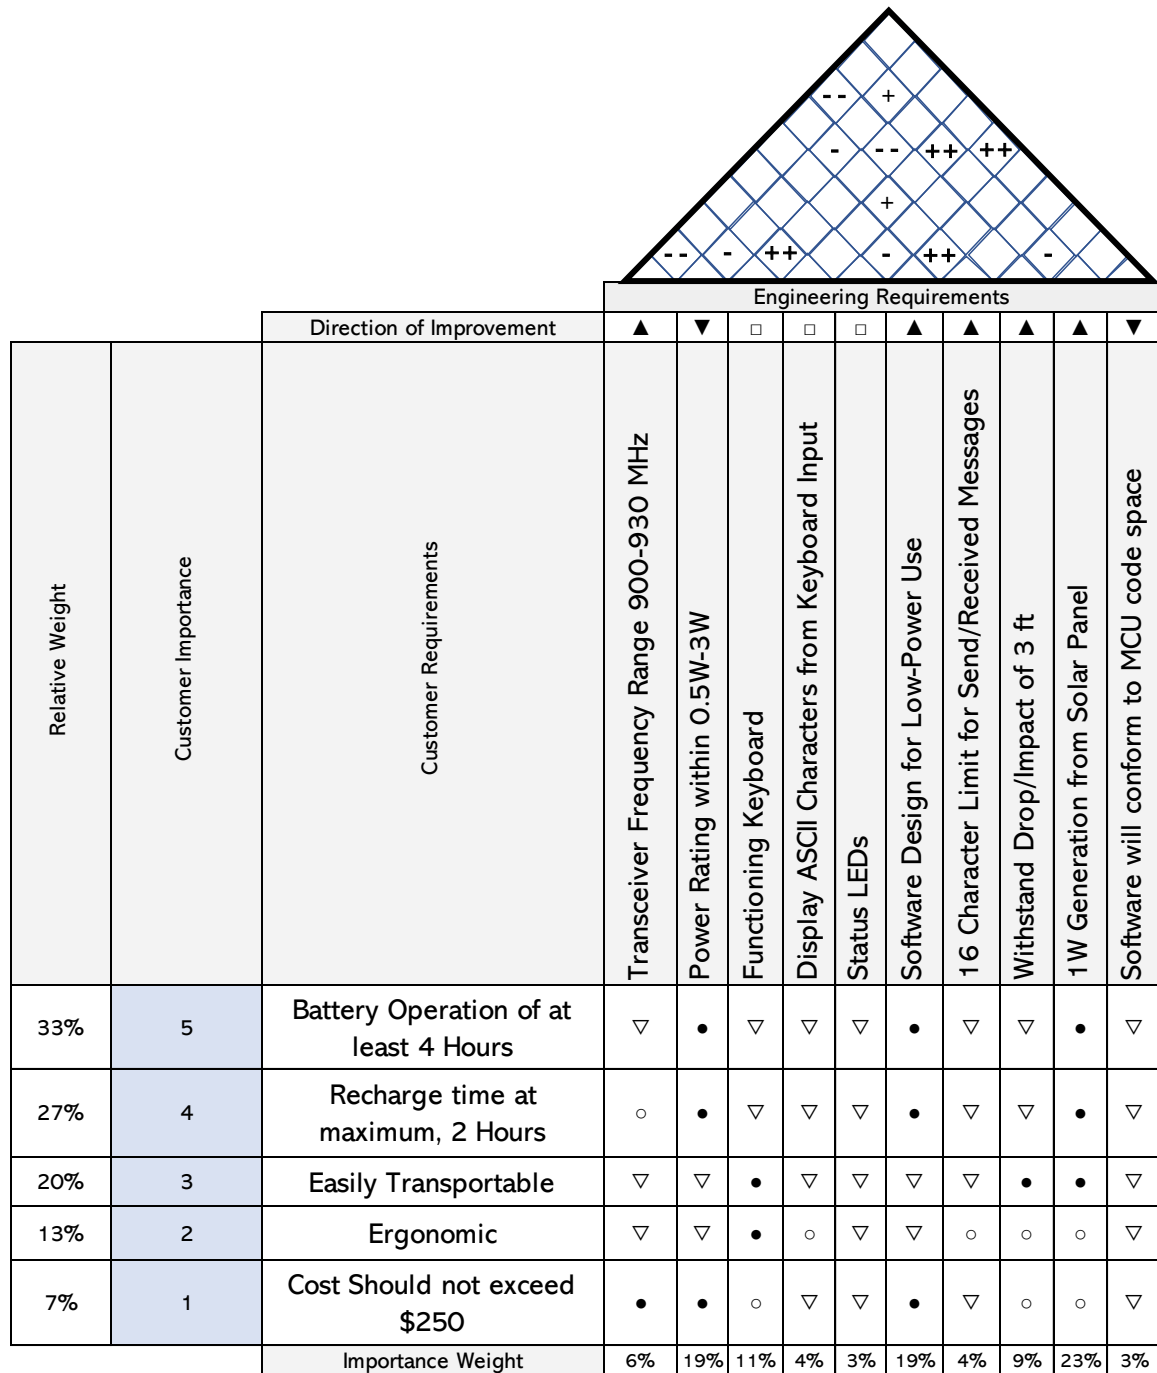 -- +
- -- ++ ++
+
-- - ++ - ++ -
Engineering Requirements
Direction of Improvement ▲ ▼ □ □ □ ▲ ▲ ▲ ▲ ▼
Relative Weight
Customer Importance
Customer Requirements
Transceiver Frequency Range 900-930 MHz
Power Rating within 0.5W-3W
Functioning Keyboard
Display ASCII Characters from Keyboard Input
Status LEDs
Software Design for Low-Power Use
16 Character Limit for Send/Received Messages
Withstand Drop/Impact of 3 ft
1W Generation from Solar Panel
Software will conform to MCU code space
33% 5 Battery Operation of at
least 4 Hours ▽ ● ▽ ▽ ▽ ● ▽ ▽ ● ▽
27% 4 Recharge time at
maximum, 2 Hours ○ ● ▽ ▽ ▽ ● ▽ ▽ ● ▽
20% 3 Easily Transportable ▽ ▽ ● ▽ ▽ ▽ ▽ ● ● ▽
13% 2 Ergonomic ▽ ▽ ● ○ ▽ ▽ ○ ○ ○ ▽
7% 1 Cost Should not exceed
$250 ● ● ○ ▽ ▽ ● ▽ ○ ○ ▽
Importance Weight 6% 19% 11% 4% 3% 19% 4% 9% 23% 3%